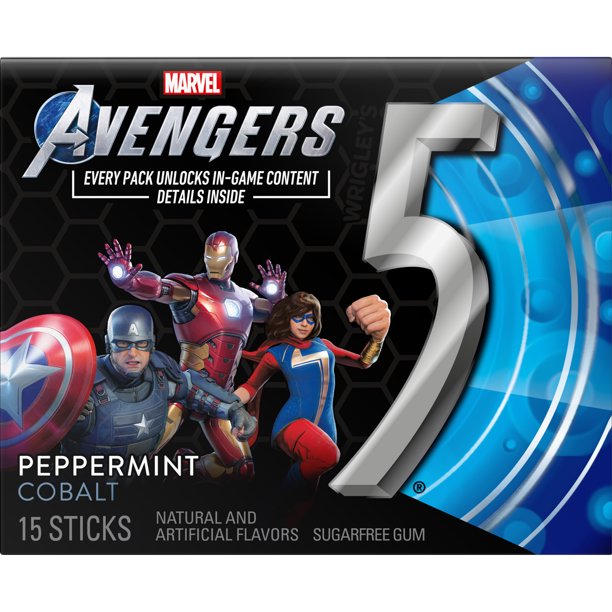 MARVEL
AVENGERS
EVERY PACK UNLOCKS IN-GAME CONTENT
DETAILS INSIDE
WRIGLEY'S
5
®
A
PEPPERMINT
COBALT
15 STICKS
NATURAL AND
ARTIFICIAL FLAVORS
SUGARFREE GUM